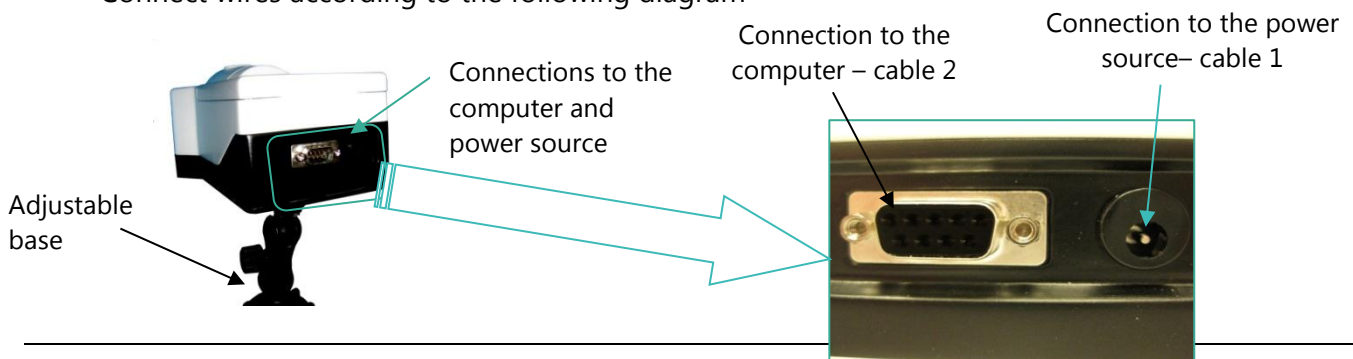 Connect wires according to the following diagram
Connection to the
computer – cable 2
Connection to the power
source– cable 1
Connections to the
computer and
power source
Adjustable
base